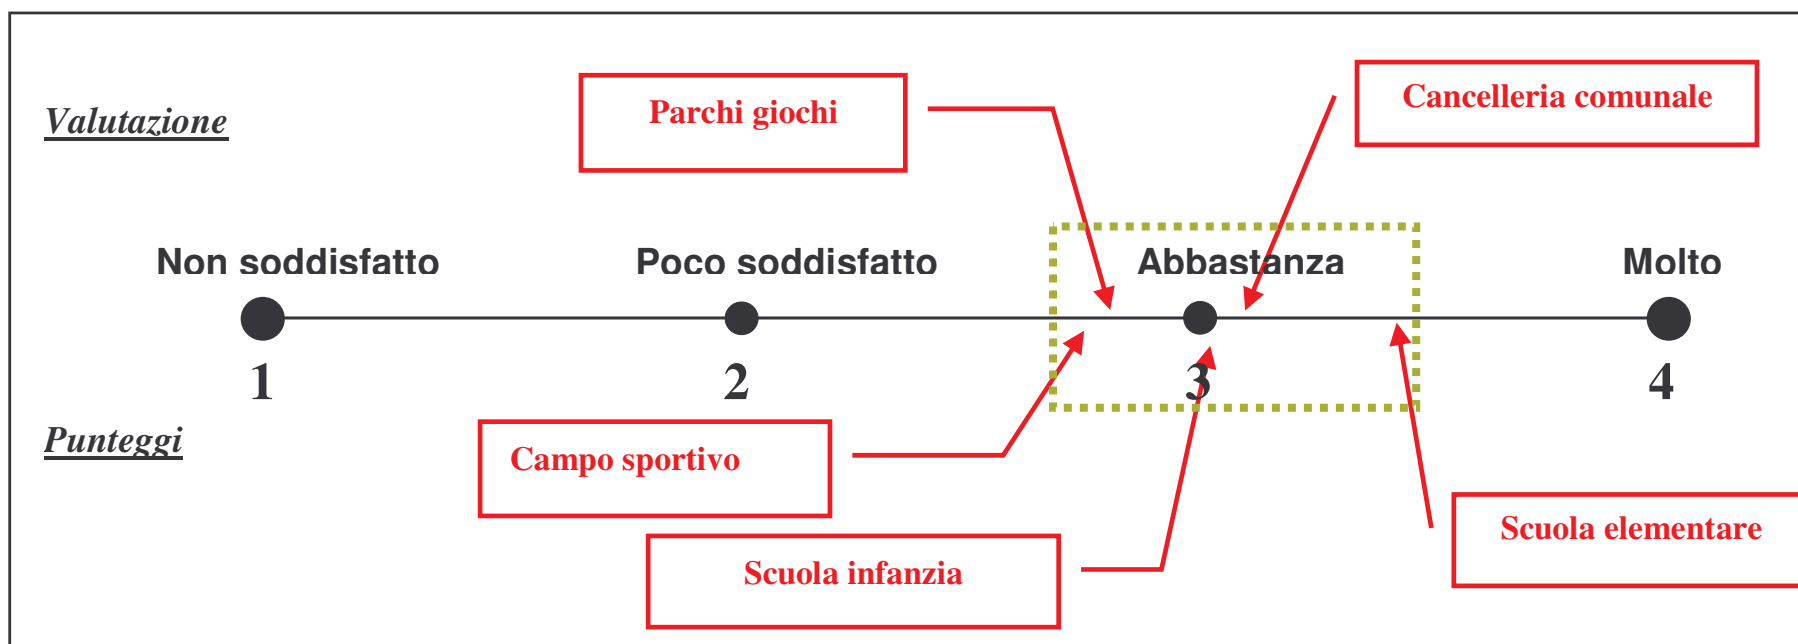 Valutazione
Parchi giochi
Cancelleria comunale
Non soddisfatto
Poco soddisfatto
Abbastanza
Molto
1
2
3
4
Punteggi
Campo sportivo
Scuola infanzia
Scuola elementare